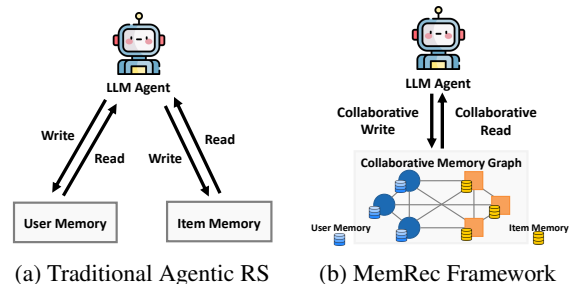 LLM Agent
Write
Read
Write
Read
User Memory
Item Memory
(a) Traditional Agentic RS
LLM Agent
Collaborative
Write
Collaborative
Read
Collaborative Memory Graph
User Memory
Item Memory
(b) MemRec Framework